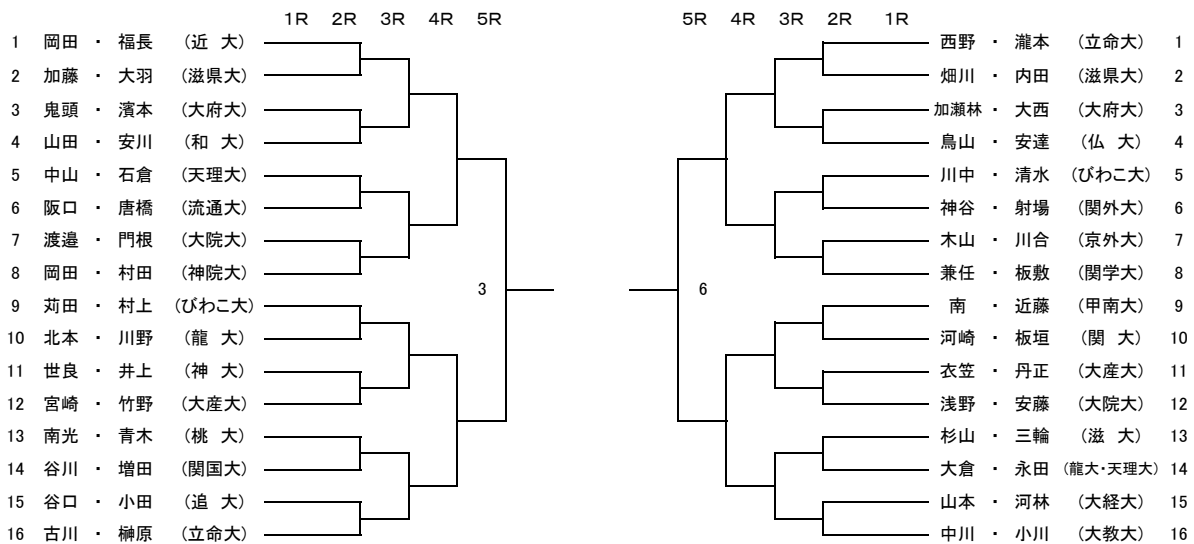 1R 2R 3R 4R 5R
1 岡田 ・ 福長 (近 大)
2 加藤 ・ 大羽 (滋県大)
3 鬼頭 ・ 濱本 (大府大)
4 山田 ・ 安川 (和 大)
5 中山 ・ 石倉 (天理大)
6 阪口 ・ 唐橋 (流通大)
7 渡邉 ・ 門根 (大院大)
8 岡田 ・ 村田 (神院大)
9 苅田 ・ 村上 (びわこ大)
10 北本 ・ 川野 (龍 大)
11 世良 ・ 井上 (神 大)
12 宮崎 ・ 竹野 (大産大)
13 南光 ・ 青木 (桃 大)
14 谷川 ・ 増田 (関国大)
15 谷口 ・ 小田 (追 大)
16 古川 ・ 榊原 (立命大)
3
5R 4R 3R 2R 1R
西野 ・ 瀧本 (立命大) 1
畑川 ・ 内田 (滋県大) 2
加瀬林 ・ 大西 (大府大) 3
鳥山 ・ 安達 (仏 大) 4
川中 ・ 清水 (びわこ大) 5
神谷 ・ 射場 (関外大) 6
木山 ・ 川合 (京外大) 7
兼任 ・ 板敷 (関学大) 8
南 ・ 近藤 (甲南大) 9
河崎 ・ 板垣 (関 大) 10
衣笠 ・ 丹正 (大産大) 11
浅野 ・ 安藤 (大院大) 12
杉山 ・ 三輪 (滋 大) 13
大倉 ・ 永田 (龍大・天理大) 14
山本 ・ 河林 (大経大) 15
中川 ・ 小川 (大教大) 16
6